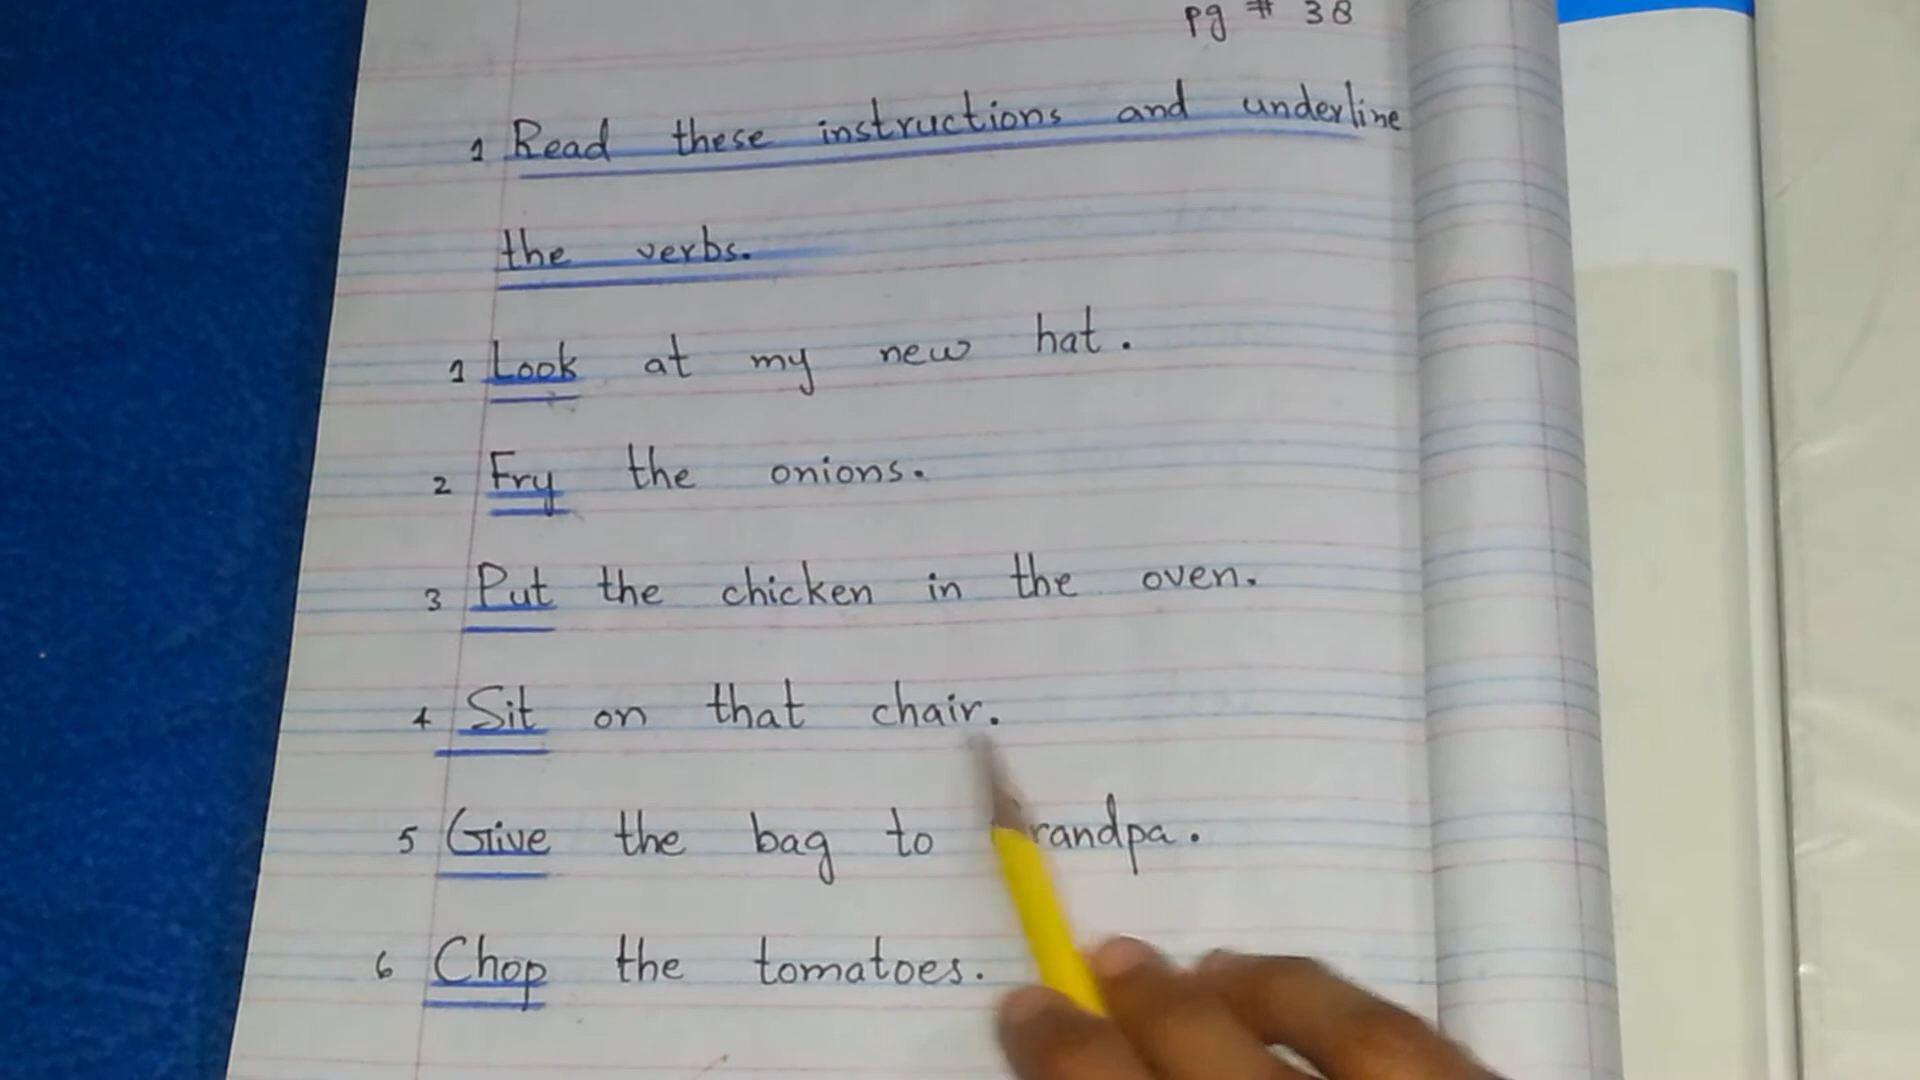 pg # 38
1 Read these instructions and underline
the verbs.
1 Look at my new hat.
2 Fry the onions.
3 Put the chicken in the oven.
4 Sit on that chair.
5 Give the bag to randpa.
6 Chop the tomatoes.